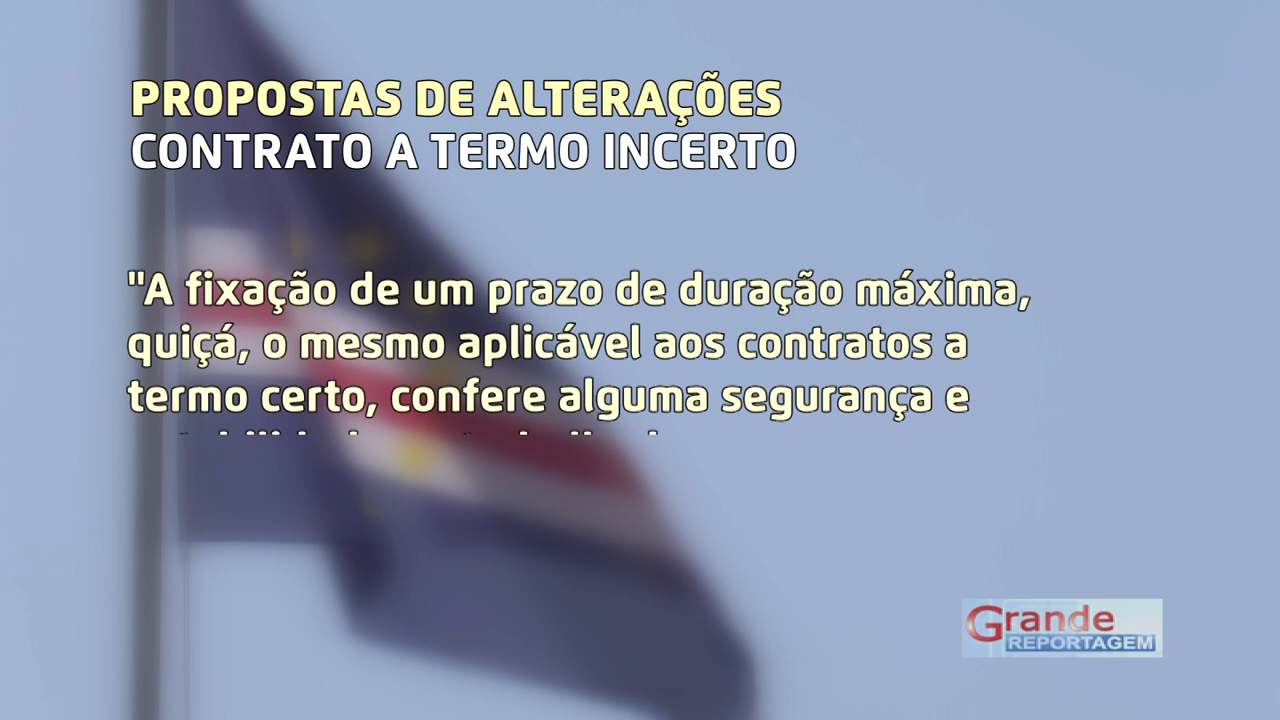 PROPOSTAS DE ALTERAÇÕES
CONTRATO A TERMO INCERTO
"A fixação de um prazo de duração máxima,
quiçá, o mesmo aplicável aos contratos a
termo certo, confere alguma segurança e
Grande
REPORTAGEM